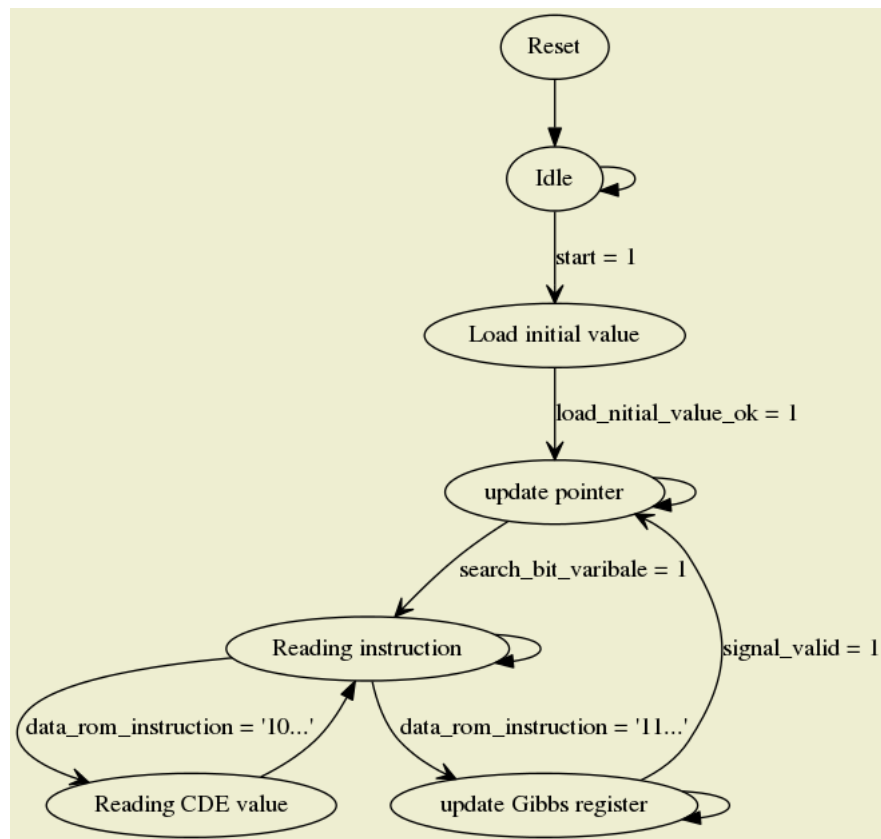 Reset
Idle
start = 1
Load initial value
load_nitial_value_ok = 1
update pointer
search_bit_varibale = 1
Reading instruction
signal_valid = 1
data_rom_instruction = '10...'
data_rom_instruction = '11...'
Reading CDE value
update Gibbs register